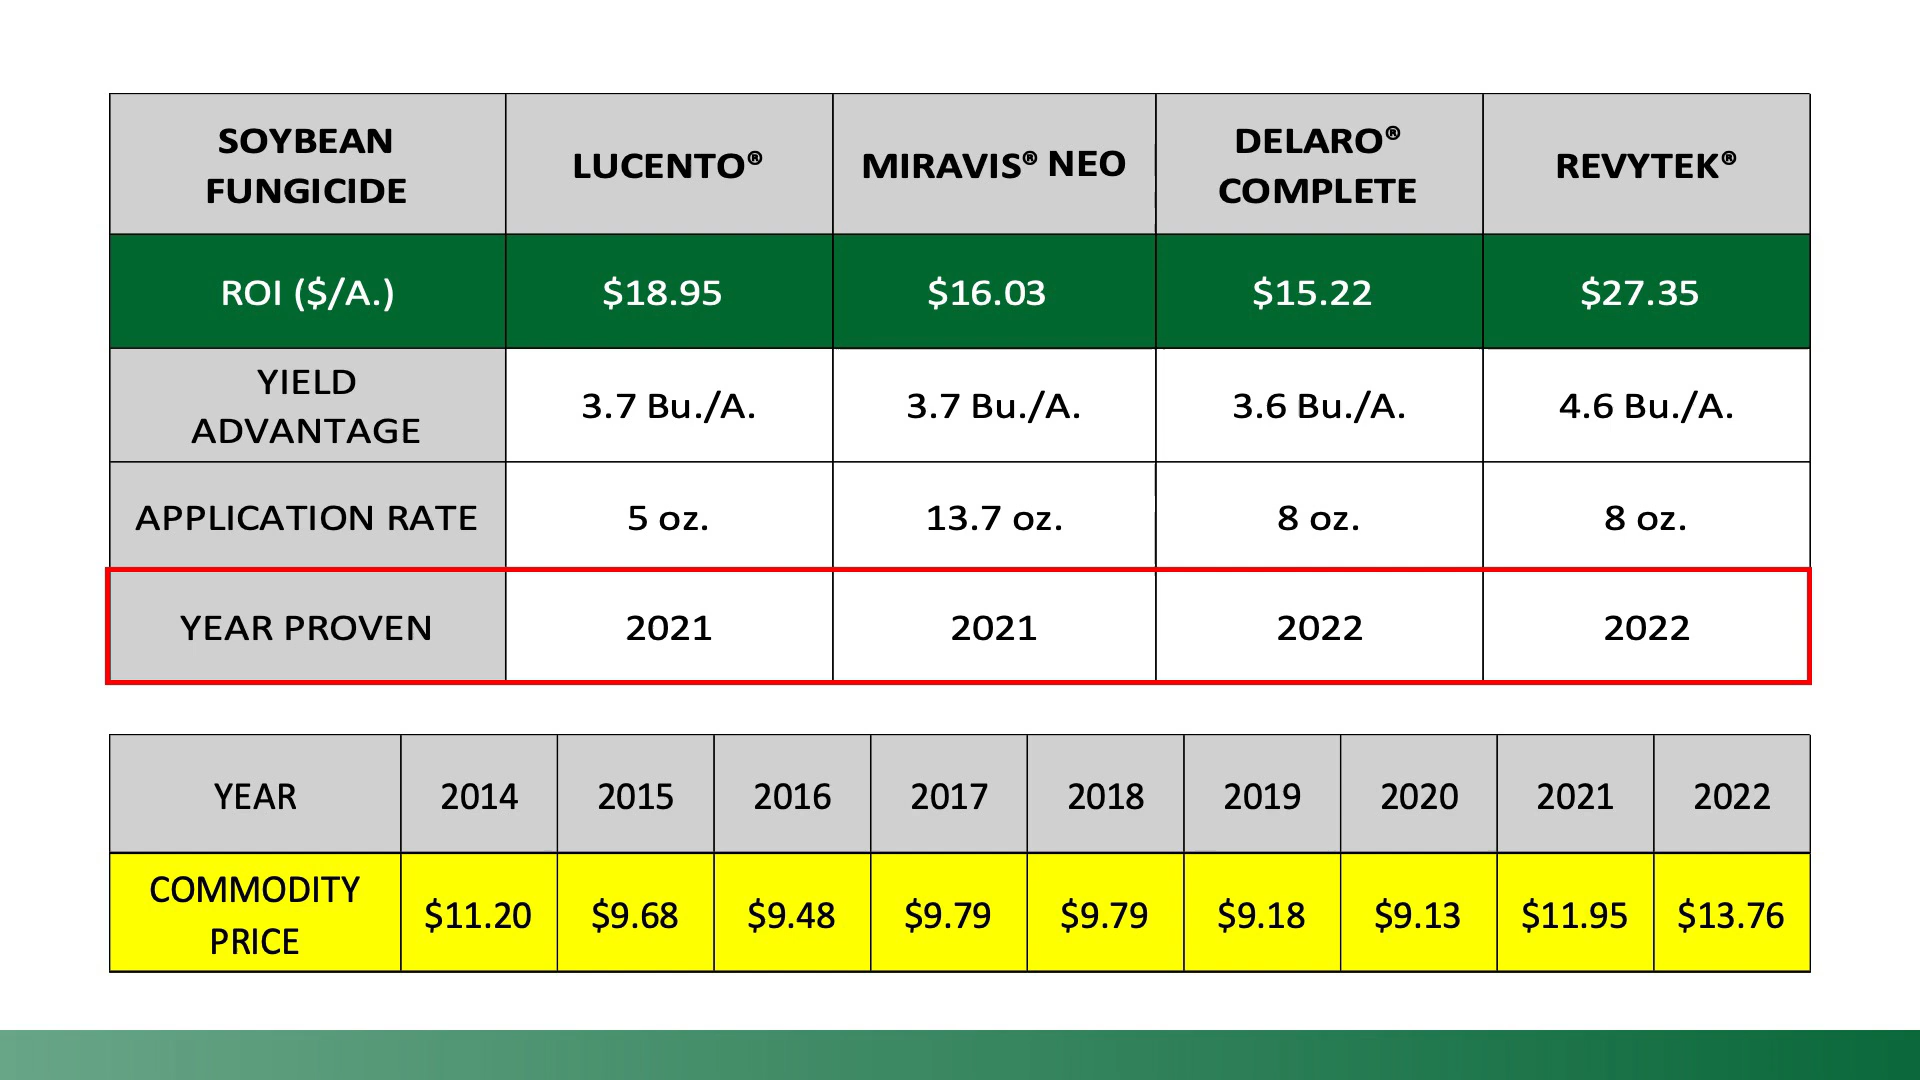 SOYBEAN FUNGICIDE LUCENTO® MIRAVIS® NEO DELARO® COMPLETE REVYTEK®
ROI ($/A.) $18.95 $16.03 $15.22 $27.35
YIELD ADVANTAGE 3.7 Bu./A. 3.7 Bu./A. 3.6 Bu./A. 4.6 Bu./A.
APPLICATION RATE 5 oz. 13.7 oz. 8 oz. 8 oz.
YEAR PROVEN 2021 2021 2022 2022
YEAR 2014 2015 2016 2017 2018 2019 2020 2021 2022
COMMODITY PRICE $11.20 $9.68 $9.48 $9.79 $9.79 $9.18 $9.13 $11.95 $13.76